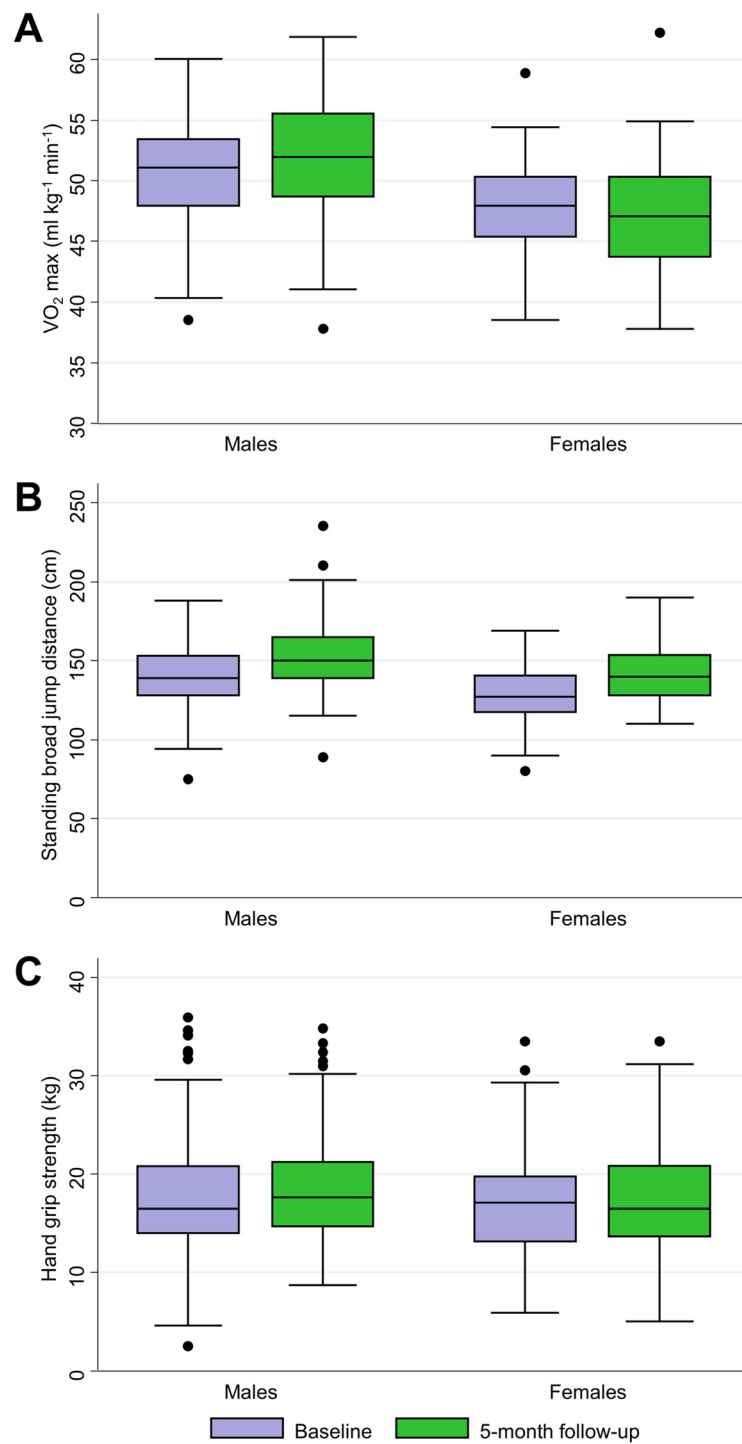 A
VO₂ max (ml kg⁻¹ min⁻¹)
60
55
50
45
40
35
30
Males Females
B
Standing broad jump distance (cm)
250
200
150
100
50
0
Males Females
C
Hand grip strength (kg)
40
30
20
10
0
Males Females
Baseline 5-month follow-up